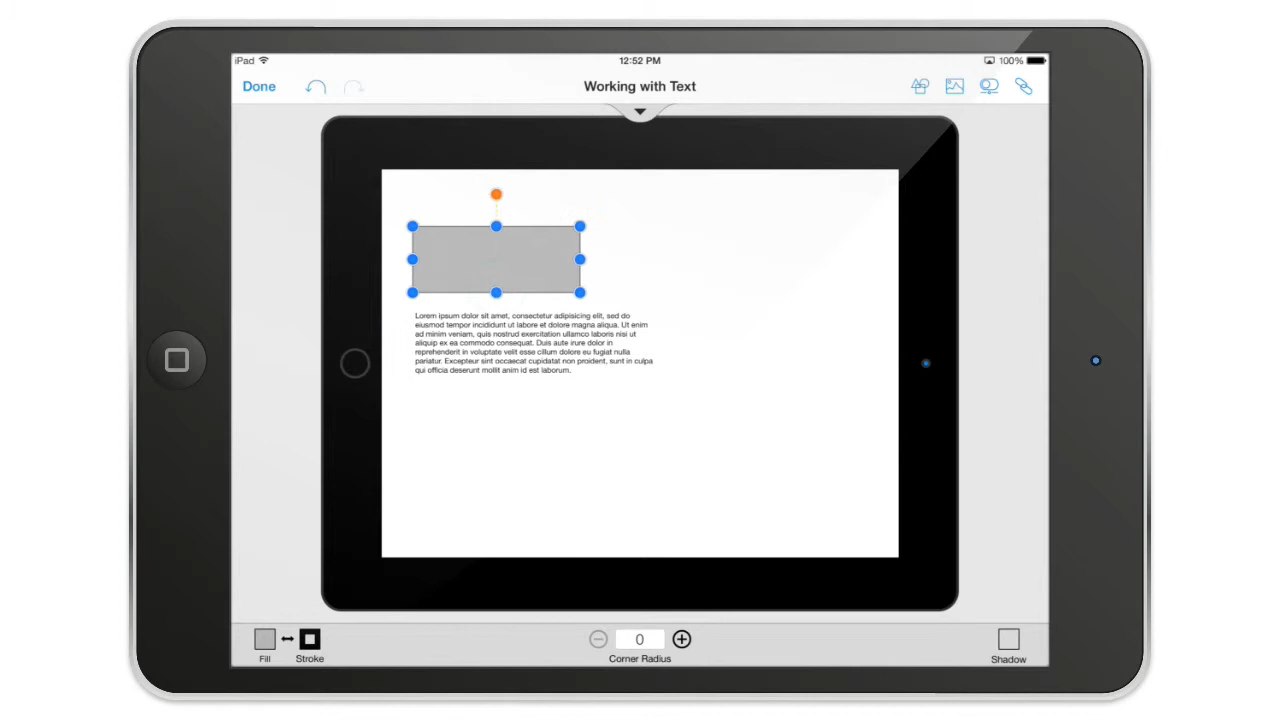 iPad
12:52 PM
100%
Done
Working with Text
Lorem ipsum dolor sit amet, consectetur adipisicing elit, sed do
eiusmod tempor incididunt ut labore et dolore magna aliqua. Ut enim
ad minim veniam, quis nostrud exercitation ullamco laboris nisi ut
aliquip ex ea commodo consequat. Duis aute irure dolor in
reprehenderit in voluptate velit esse cillum dolore eu fugiat nulla
pariatur. Excepteur sint occaecat cupidatat non proident, sunt in culpa
qui officia deserunt mollit anim id est laborum.
0
Fill
Stroke
Corner Radius
Shadow